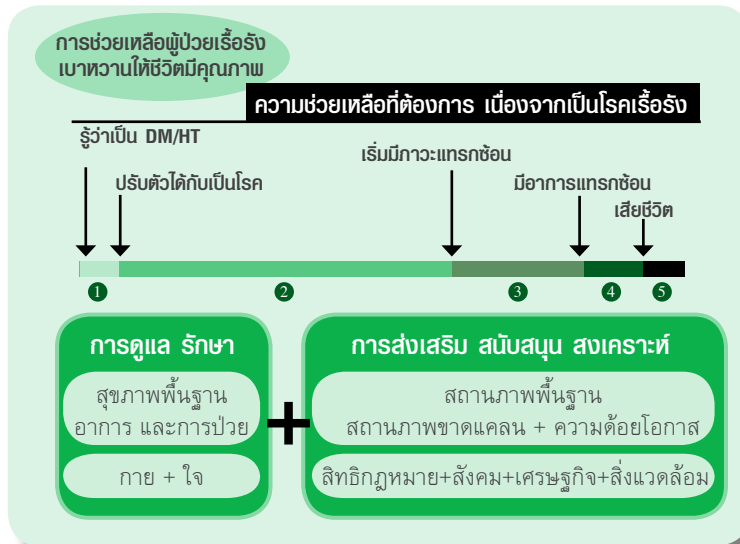 การช่วยเหลือผู้ป่วยเรื้อรัง
เบาหวานให้ชีวิตมีคุณภาพ
ความช่วยเหลือที่ต้องการ เนื่องจากเป็นโรคเรื้อรัง
รู้ว่าเป็น DM/HT
เริ่มมีภาวะแทรกซ้อน
ปรับตัวได้กับเป็นโรค
มีอาการแทรกซ้อน
เสียชีวิต
1 2 3 4 5
การดูแล รักษา
สุขภาพพื้นฐาน
อาการ และการป่วย
กาย + ใจ
+
การส่งเสริม สนับสนุน สงเคราะห์
สถานภาพพื้นฐาน
สถานภาพขาดแคลน + ความด้อยโอกาส
สิทธิกฎหมาย+สังคม+เศรษฐกิจ+สิ่งแวดล้อม